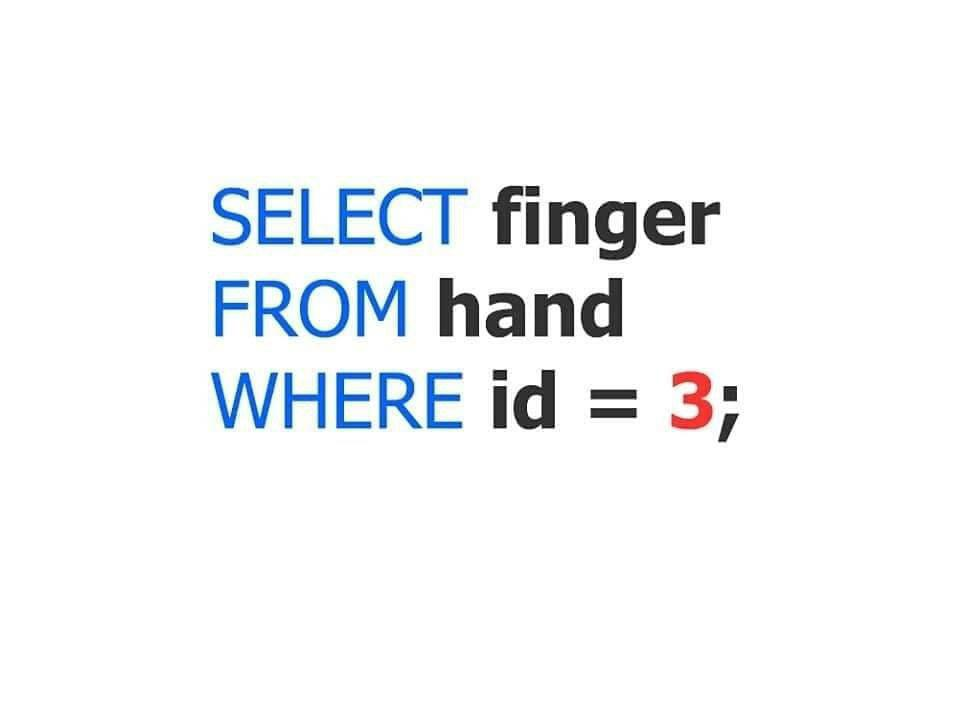 SELECT finger
FROM hand
WHERE id = 3;